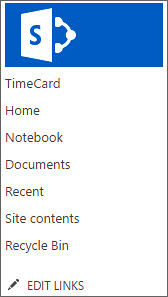 S
TimeCard
Home
Notebook
Documents
Recent
Site contents
Recycle Bin
EDIT LINKS